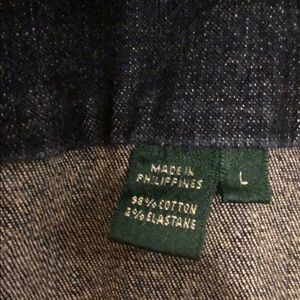 MADE IN
PHILIPPINES
98% COTTON
2% ELASTANE
L